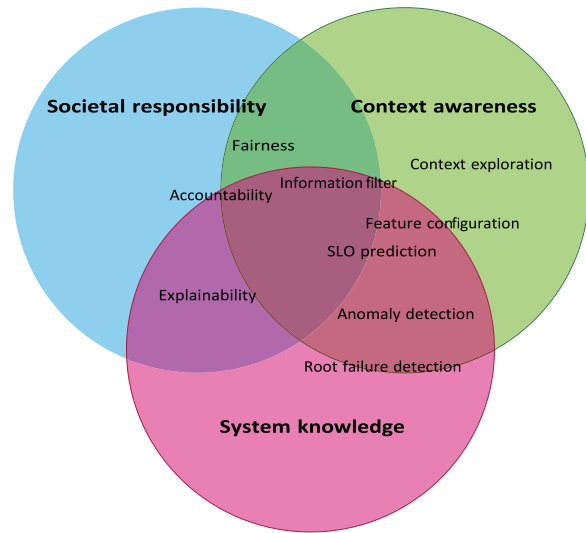 Societal responsibility
Context awareness
Fairness
Context exploration
Information filter
Accountability
Feature configuration
SLO prediction
Explainability
Anomaly detection
Root failure detection
System knowledge